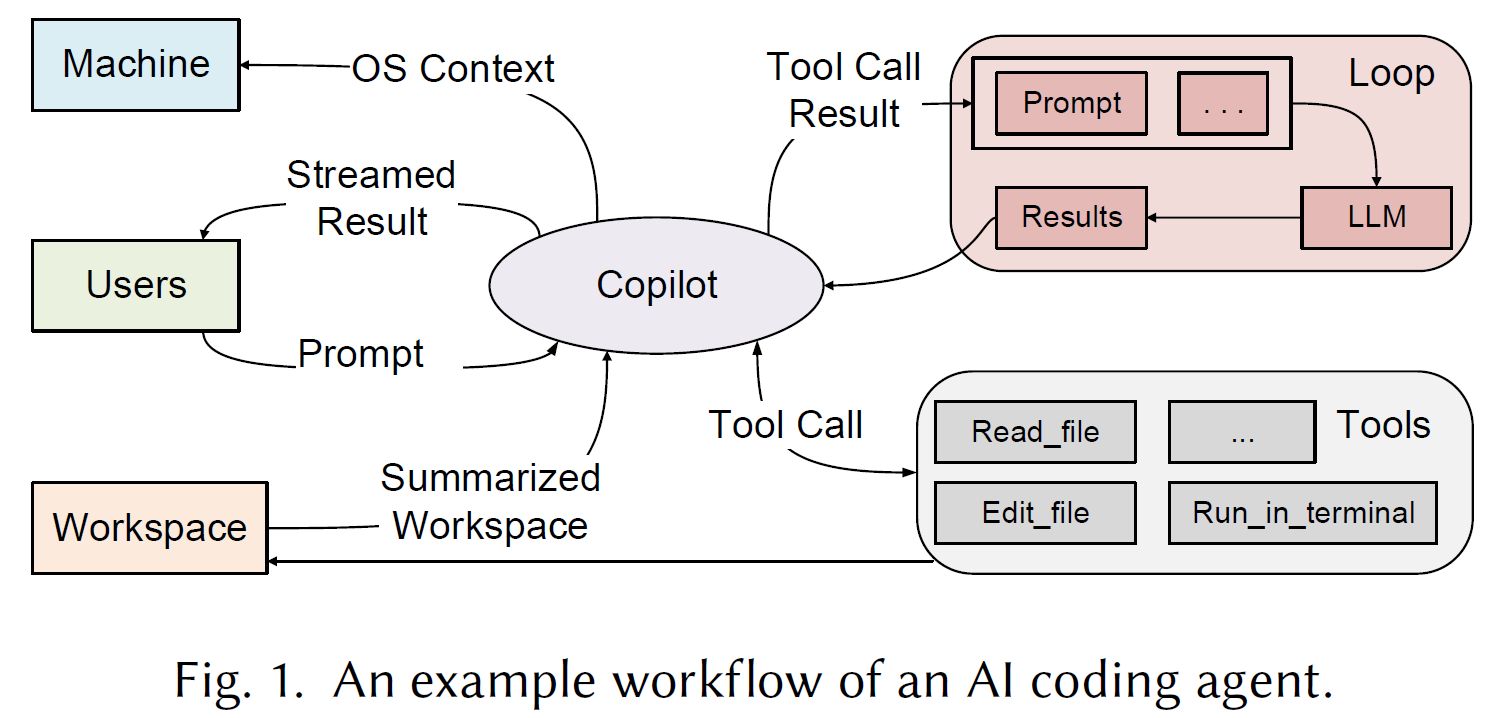 Machine
OS Context
Tool Call
Result
Loop
Prompt
. . .
Streamed
Result
Results
LLM
Users
Copilot
Prompt
Tool Call
Read_file
...
Tools
Summarized
Workspace
Workspace
Edit_file
Run_in_terminal
Fig. 1. An example workflow of an AI coding agent.